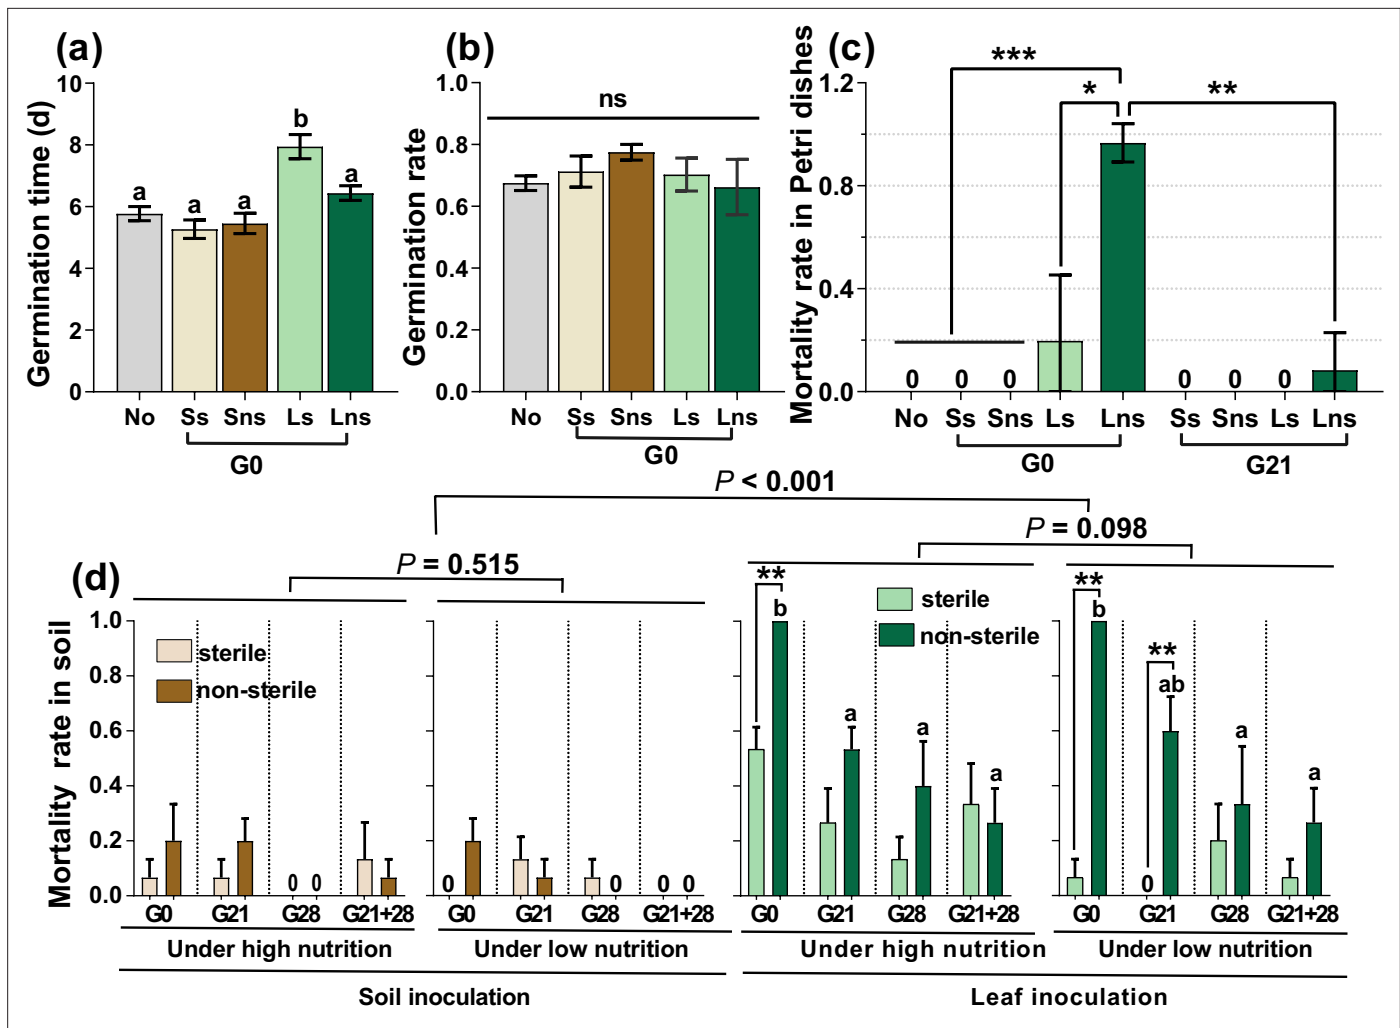 (a)
Germination time (d)
10
8
6
4
2
0
a
a
a
b
a
No Ss Sns Ls Lns
G0
(b)
Germination rate
1.0
0.8
0.6
0.4
0.2
0.0
ns
No Ss Sns Ls Lns
G0
(c)
Mortality rate in Petri dishes
1.2
0.8
0.4
0.0
***
*
**
0 0 0 0 0 0
No Ss Sns Ls Lns Ss Sns Ls Lns
G0 G21
P < 0.001
P = 0.515
P = 0.098
(d)
Mortality rate in soil
1.0
0.8
0.6
0.4
0.2
0.0
sterile
non-sterile
0 0
0 0 0 0
sterile
non-sterile
**
b
a
a
a
**
b
**
ab
0
a
a
G0 G21 G28 G21+28 G0 G21 G28 G21+28 G0 G21 G28 G21+28 G0 G21 G28 G21+28
Under high nutrition Under low nutrition Under high nutrition Under low nutrition
Soil inoculation Leaf inoculation